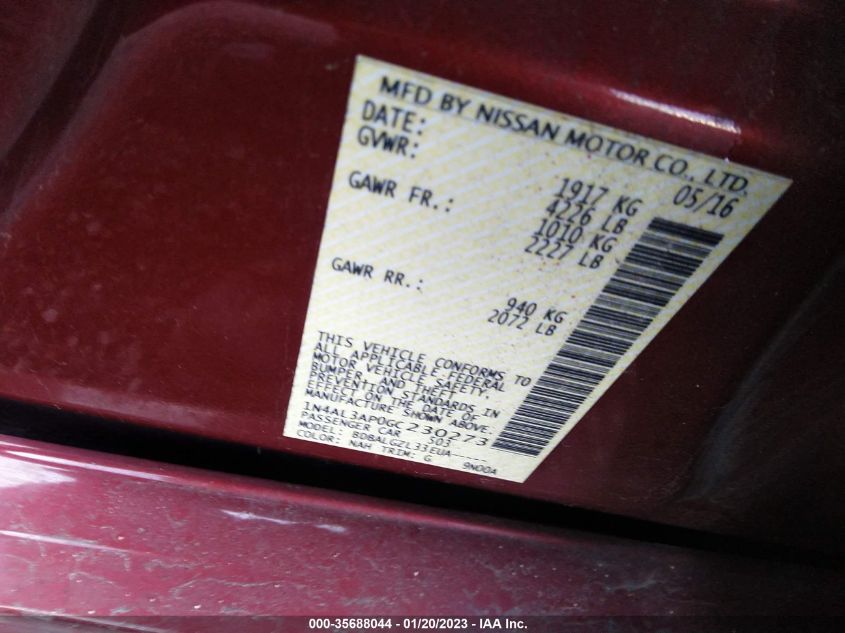 MFD BY NISSAN MOTOR CO., LTD.
DATE: 05/16
GVWR: 1917 KG
4226 LB
GAWR FR.: 1010 KG
2227 LB
GAWR RR.: 940 KG
2072 LB
THIS VEHICLE CONFORMS TO
ALL APPLICABLE FEDERAL
MOTOR VEHICLE SAFETY,
BUMPER, AND THEFT
PREVENTION STANDARDS IN
EFFECT ON THE DATE OF
MANUFACTURE SHOWN ABOVE.
1N4AL3AP0GC230273
PASSENGER CAR S03
MODEL: BDBALGZL33EUA-----
COLOR: NAH TRIM: G 9N00A
000-35688044 — 01/20/2023 — IAA Inc.